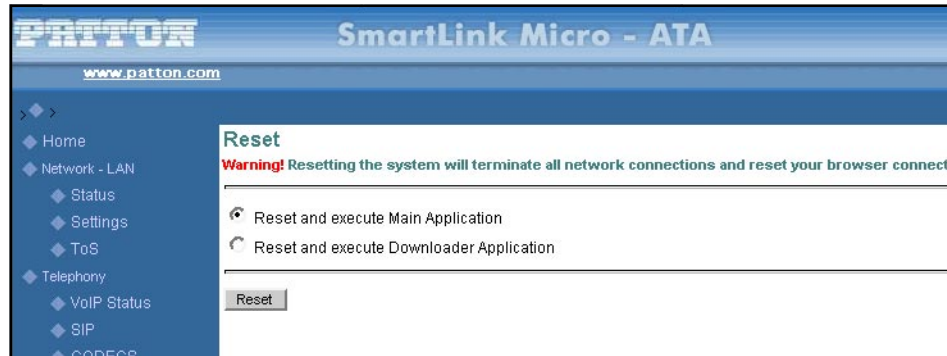 PATTON
SmartLink Micro - ATA
www.patton.com
> >
Home
Network - LAN
Status
Settings
ToS
Telephony
VoIP Status
SIP
CODECS
Reset
Warning! Resetting the system will terminate all network connections and reset your browser connect
Reset and execute Main Application
Reset and execute Downloader Application
Reset